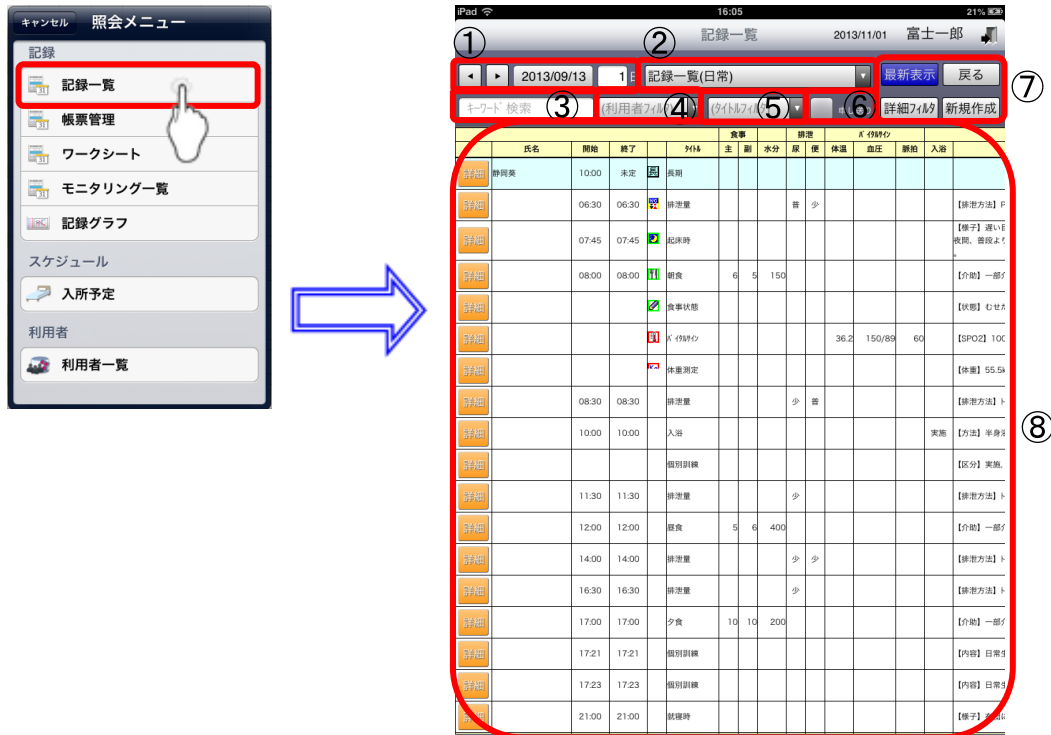 キャンセル 照会メニュー
記録
記録一覧
帳票管理
ワークシート
モニタリング一覧
記録グラフ
スケジュール
入所予定
利用者
利用者一覧
iPad 16:05 21%
記録一覧 2013/11/01 富士一郎
① ②
2013/09/13 1 日 記録一覧(日常) 最新表示 戻る ⑦
キーワード検索 ③ (利用者フィル ④ (タイトルフィル ⑤ ⑥ 詳細フィルタ 新規作成
食事 排泄 バイタルサイン
氏名 開始 終了 タイトル 主 副 水分 尿 便 体温 血圧 脈拍 入浴
詳細 静岡葵 10:00 未定 長 長期
詳細 06:30 06:30 排泄量 普 少 【排泄方法】P
【様子】遅い目
詳細 07:45 07:45 起床時 夜間、普段より
。
詳細 08:00 08:00 朝食 6 5 150 【介助】一部介
詳細 食事状態 【状態】むせた
詳細 バイタルサイン 36.2 150/89 60 【SPO2】100
詳細 体重測定 【体重】55.5k
詳細 08:30 08:30 排泄量 少 普 【排泄方法】ト
⑧
詳細 10:00 10:00 入浴 実施 【方法】半身浴
詳細 個別訓練 【区分】実施,
詳細 11:30 11:30 排泄量 少 【排泄方法】ト
詳細 12:00 12:00 昼食 5 6 400 【介助】一部介
詳細 14:00 14:00 排泄量 少 少 【排泄方法】ト
詳細 16:30 16:30 排泄量 少 【排泄方法】ト
詳細 17:00 17:00 夕食 10 10 200 【介助】一部介
詳細 17:21 17:21 個別訓練 【内容】日常生
詳細 17:23 17:23 個別訓練 【内容】日常生
詳細 21:00 21:00 就寝時 【様子】